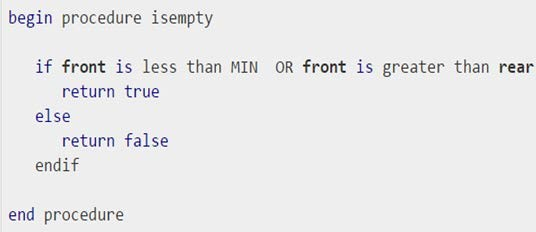 begin procedure isempty
if front is less than MIN OR front is greater than rear
return true
else
return false
endif
end procedure